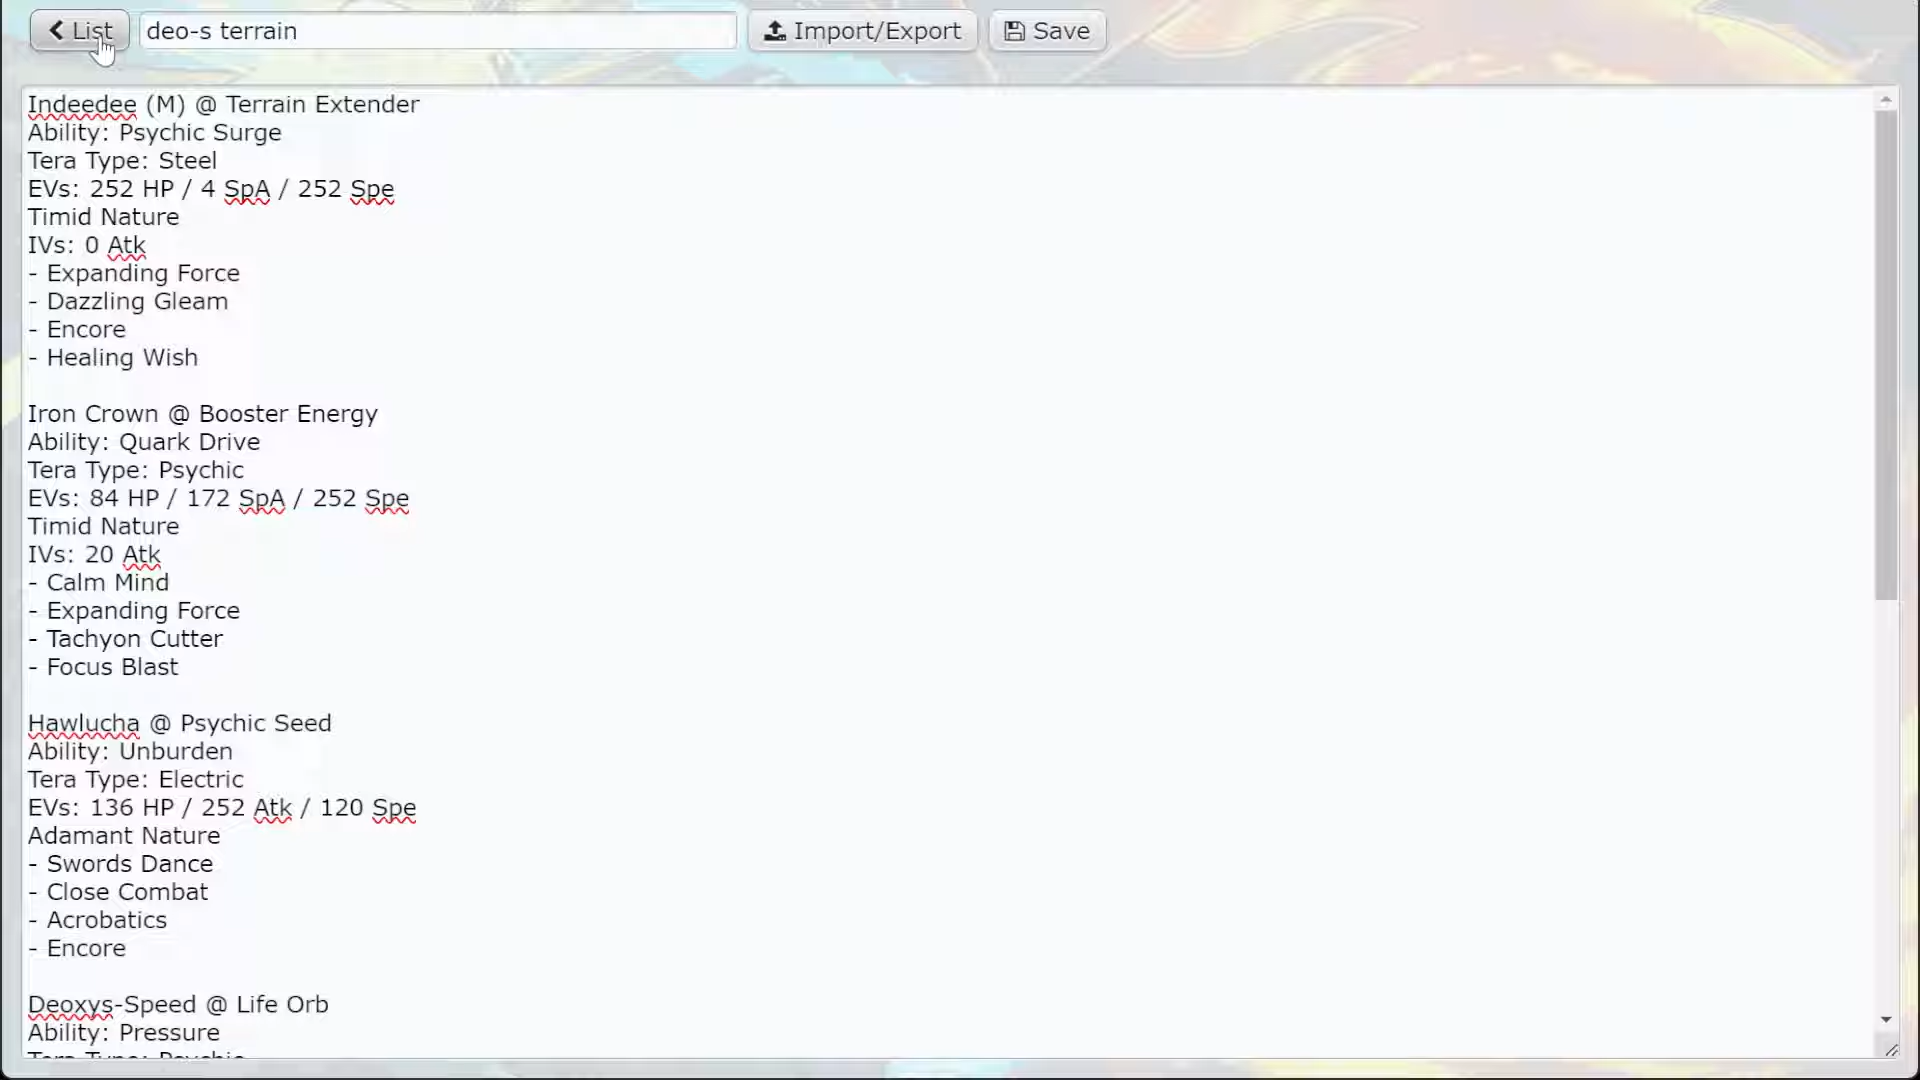 List
deo-s terrain
Import/Export
Save
Indeedee (M) @ Terrain Extender
Ability: Psychic Surge
Tera Type: Steel
EVs: 252 HP / 4 SpA / 252 Spe
Timid Nature
IVs: 0 Atk
- Expanding Force
- Dazzling Gleam
- Encore
- Healing Wish
Iron Crown @ Booster Energy
Ability: Quark Drive
Tera Type: Psychic
EVs: 84 HP / 172 SpA / 252 Spe
Timid Nature
IVs: 20 Atk
- Calm Mind
- Expanding Force
- Tachyon Cutter
- Focus Blast
Hawlucha @ Psychic Seed
Ability: Unburden
Tera Type: Electric
EVs: 136 HP / 252 Atk / 120 Spe
Adamant Nature
- Swords Dance
- Close Combat
- Acrobatics
- Encore
Deoxys-Speed @ Life Orb
Ability: Pressure
Tera Type: Psychic